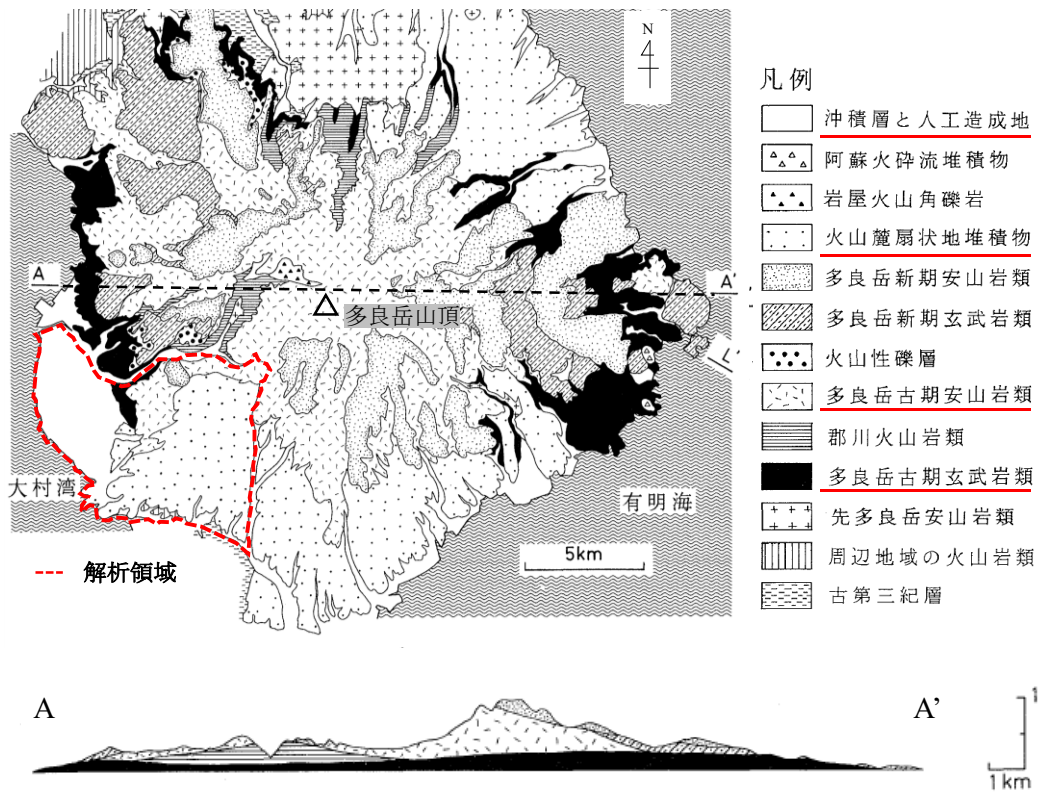 N
凡例
沖積層と人工造成地
阿蘇火砕流堆積物
岩屋火山角礫岩
火山麓扇状地堆積物
多良岳新期安山岩類
多良岳新期玄武岩類
火山性礫層
多良岳古期安山岩類
郡川火山岩類
多良岳古期玄武岩類
先多良岳安山岩類
周辺地域の火山岩類
古第三紀層
A
A'
多良岳山頂
L'
大村湾
有明海
5km
解析領域
A
A’
1
1km